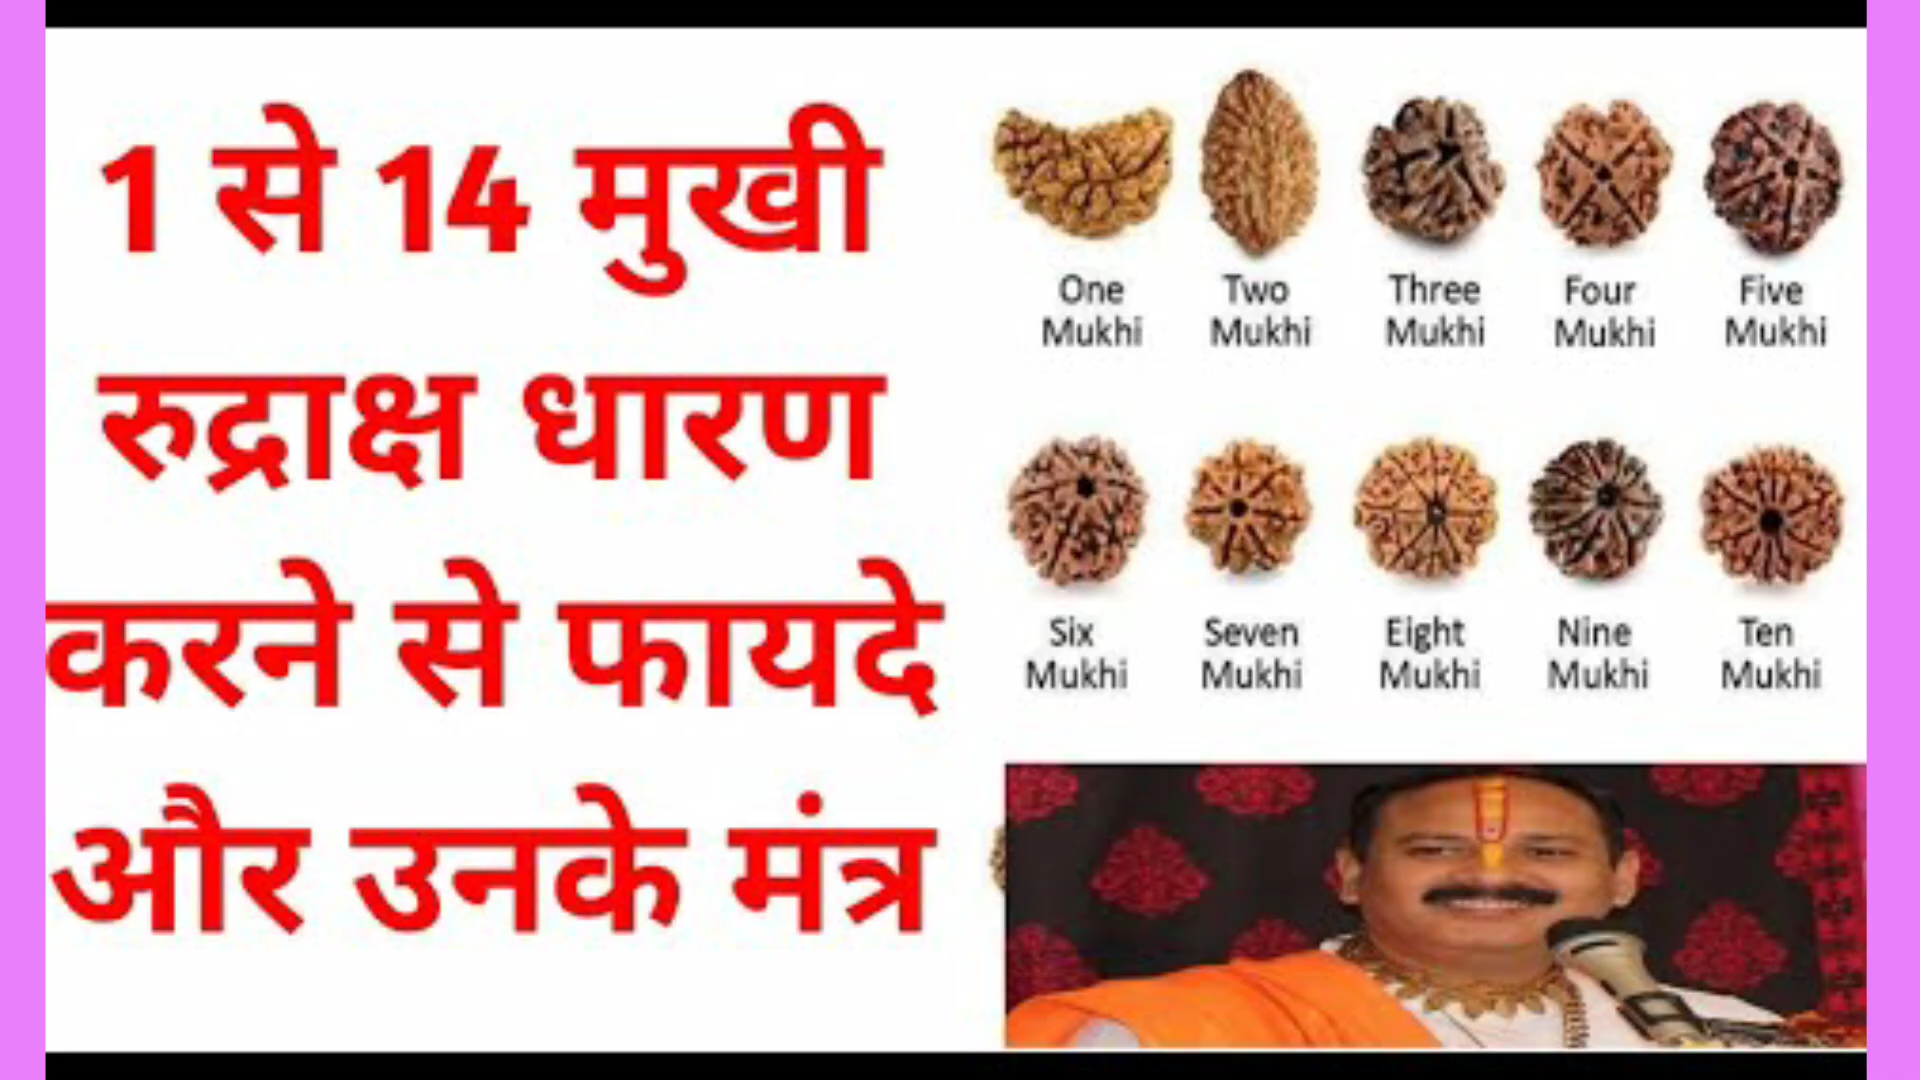 1 से 14 मुखी
रुद्राक्ष धारण
करने से फायदे
और उनके मंत्र
One Mukhi
Two Mukhi
Three Mukhi
Four Mukhi
Five Mukhi
Six Mukhi
Seven Mukhi
Eight Mukhi
Nine Mukhi
Ten Mukhi